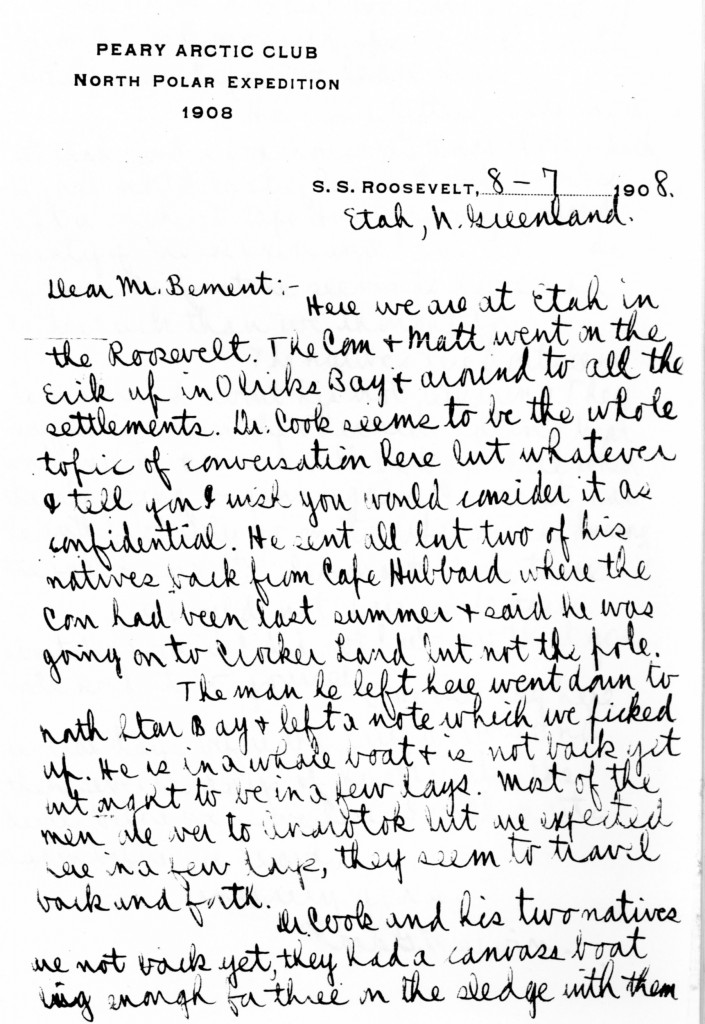 PEARY ARCTIC CLUB
NORTH POLAR EXPEDITION
1908
S. S. ROOSEVELT, 8 - 7 1908.
Etah, N. Greenland.
Dear Mr. Bement:-
Here we are at Etah in
the Roosevelt. The Com + Matt went on the
Erik up in Olriks Bay + around to all the
settlements. Dr. Cook seems to be the whole
topic of conversation here but whatever
I tell you I wish you would consider it as
confidential. He sent all but two of his
natives back from Cape Hubbard where the
Com had been last summer + said he was
going on to Crocker Land but not the pole.
The man he left here went down to
North Star Bay + left a note which we picked
up. He is in a whale boat + is not back yet
but ought to be in a few days. Most of the
men are over to but are expected
here in a few days, they seem to travel
back and forth.
Dr. Cook and his two natives
are not back yet, they had a canvass boat
big enough for three on the sledge with them